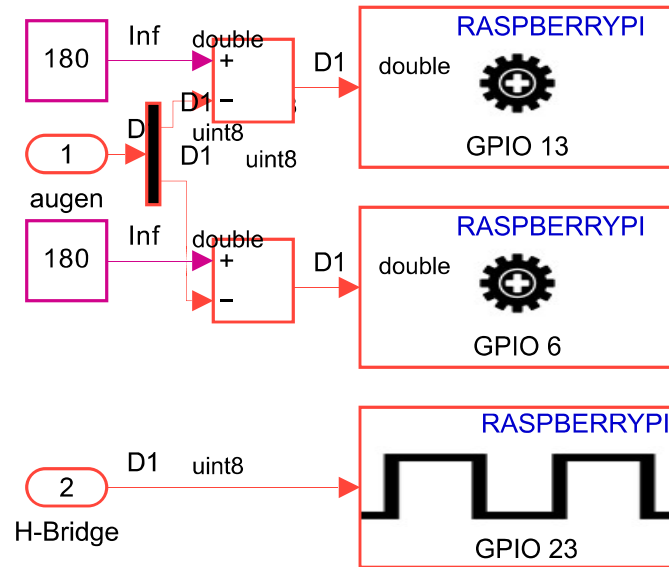 RASPBERRYPI
Inf
double
180
+
D1
double
−
D1
D
uint8
1
D1
uint8
GPIO 13
augen
RASPBERRYPI
Inf
double
180
+
D1
double
−
GPIO 6
RASPBERRYPI
D1
uint8
2
H-Bridge
GPIO 23